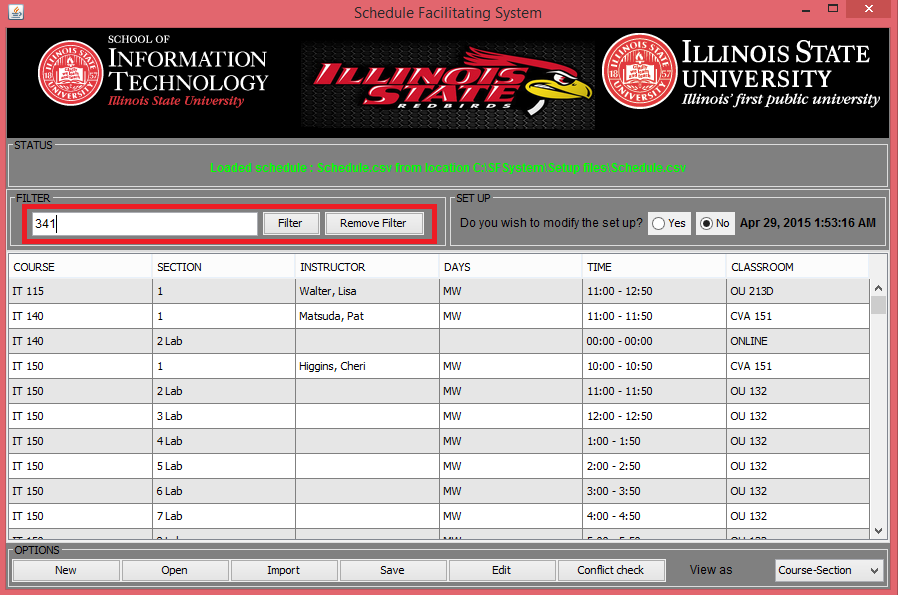 Schedule Facilitating System
SCHOOL OF
INFORMATION
TECHNOLOGY
Illinois State University
ILLINOIS
STATE
REDBIRDS
ILLINOIS STATE
UNIVERSITY
Illinois' first public university
STATUS
Loaded schedule : Schedule.csv from location C:\SFSystem\Setup files\Schedule.csv
FILTER
341 Filter Remove Filter
SET UP
Do you wish to modify the set up? Yes No Apr 29, 2015 1:53:16 AM
COURSE SECTION INSTRUCTOR DAYS TIME CLASSROOM
IT 115 1 Walter, Lisa MW 11:00 - 12:50 OU 213D
IT 140 1 Matsuda, Pat MW 11:00 - 11:50 CVA 151
IT 140 2 Lab 00:00 - 00:00 ONLINE
IT 150 1 Higgins, Cheri MW 10:00 - 10:50 CVA 151
IT 150 2 Lab MW 11:00 - 11:50 OU 132
IT 150 3 Lab MW 12:00 - 12:50 OU 132
IT 150 4 Lab MW 1:00 - 1:50 OU 132
IT 150 5 Lab MW 2:00 - 2:50 OU 132
IT 150 6 Lab MW 3:00 - 3:50 OU 132
IT 150 7 Lab MW 4:00 - 4:50 OU 132
OPTIONS
New Open Import Save Edit Conflict check View as Course-Section